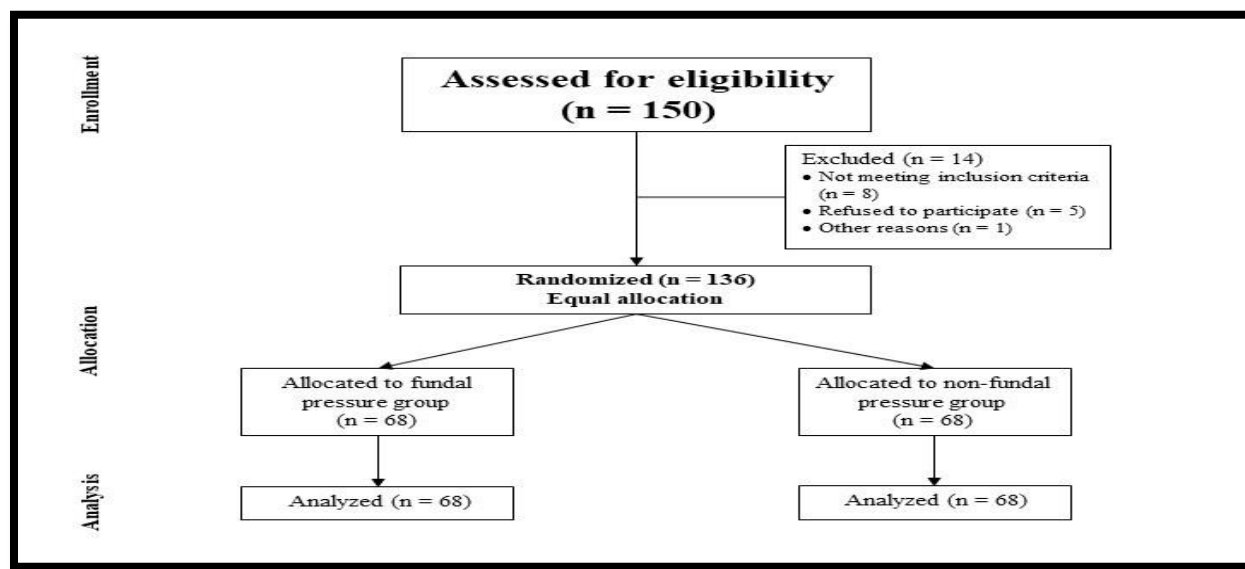 Enrollment
Assessed for eligibility
(n = 150)
Excluded (n = 14)
• Not meeting inclusion criteria
(n = 8)
• Refused to participate (n = 5)
• Other reasons (n = 1)
Randomized (n = 136)
Equal allocation
Allocation
Allocated to fundal
pressure group
(n = 68)
Allocated to non-fundal
pressure group
(n = 68)
Analysis
Analyzed (n = 68)
Analyzed (n = 68)